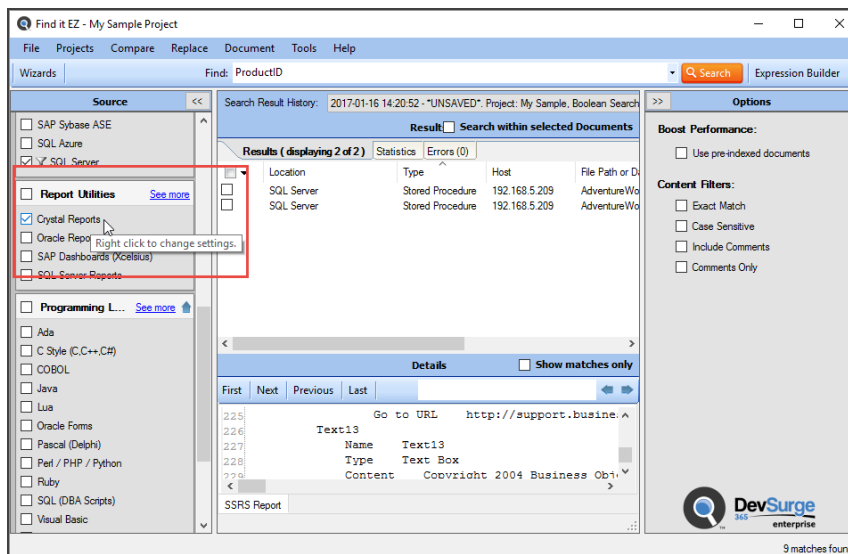 Find it EZ - My Sample Project
File Projects Compare Replace Document Tools Help
Wizards Find: ProductID Search Expression Builder
Source <<
SAP Sybase ASE
SQL Azure
SQL Server
Report Utilities See more
Crystal Reports
Oracle Repo
Right click to change settings.
SAP Dashboards (Xcelsius)
SQL Server Reports
Programming L... See more
Ada
C Style (C,C++,C#)
COBOL
Java
Lua
Oracle Forms
Pascal (Delphi)
Perl / PHP / Python
Ruby
SQL (DBA Scripts)
Visual Basic
Search Result History: 2017-01-16 14:20:52 - *UNSAVED*. Project: My Sample, Boolean Search
Result Search within selected Documents
Results ( displaying 2 of 2 ) Statistics Errors (0)
Location Type Host File Path or Da
SQL Server Stored Procedure 192.168.5.209 AdventureWo
SQL Server Stored Procedure 192.168.5.209 AdventureWo
Details Show matches only
First Next Previous Last
225 Go to URL http://support.busine
226 Text13
227 Name Text13
228 Type Text Box
229 Content Copyright 2004 Business Obj
SSRS Report
>> Options
Boost Performance:
Use pre-indexed documents
Content Filters:
Exact Match
Case Sensitive
Include Comments
Comments Only
DevSurge
365 enterprise
9 matches foun